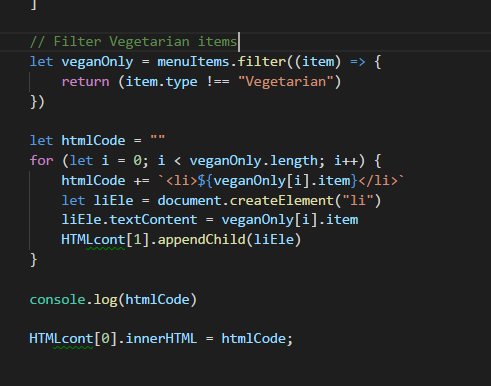 ]
// Filter Vegetarian items
let veganOnly = menuItems.filter((item) => {
    return (item.type !== "Vegetarian")
})
let htmlCode = ""
for (let i = 0; i < veganOnly.length; i++) {
    htmlCode += `<li>${veganOnly[i].item}</li>`
    let liEle = document.createElement("li")
    liEle.textContent = veganOnly[i].item
    HTMLcont[1].appendChild(liEle)
}
console.log(htmlCode)
HTMLcont[0].innerHTML = htmlCode;